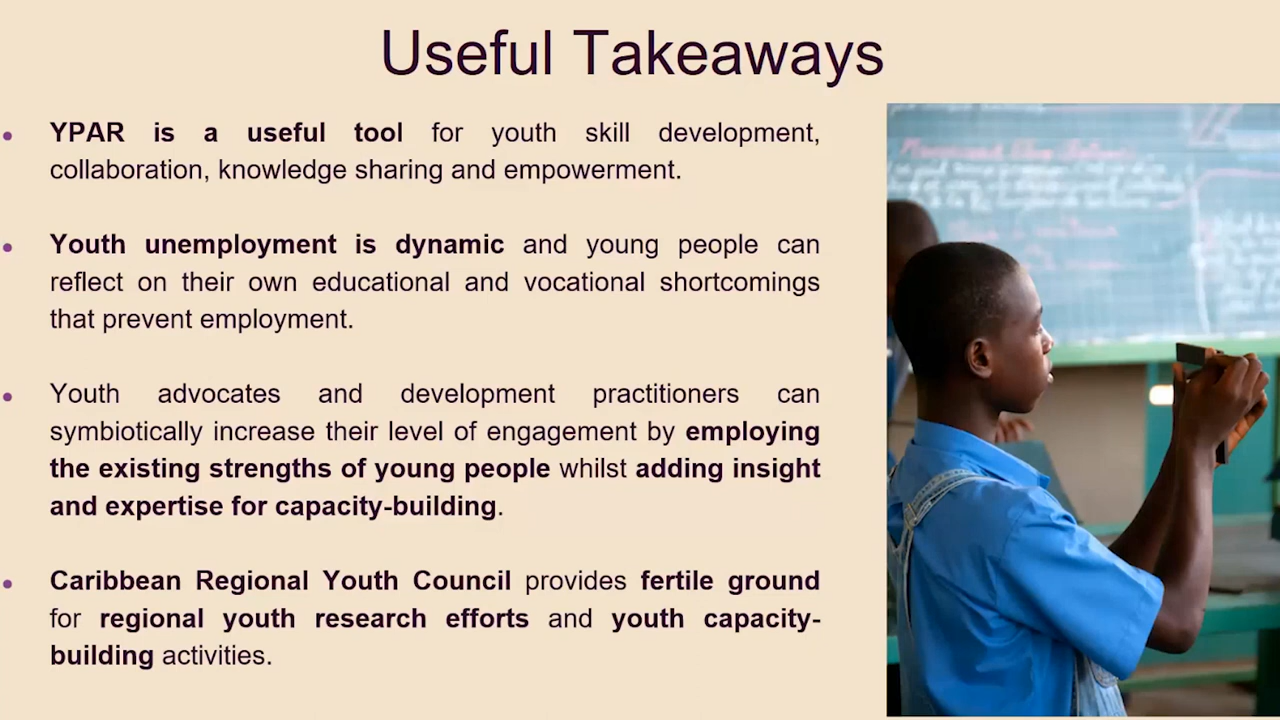 Useful Takeaways
YPAR is a useful tool for youth skill development,
collaboration, knowledge sharing and empowerment.
Youth unemployment is dynamic and young people can
reflect on their own educational and vocational shortcomings
that prevent employment.
Youth advocates and development practitioners can
symbiotically increase their level of engagement by employing
the existing strengths of young people whilst adding insight
and expertise for capacity-building.
Caribbean Regional Youth Council provides fertile ground
for regional youth research efforts and youth capacity-
building activities.